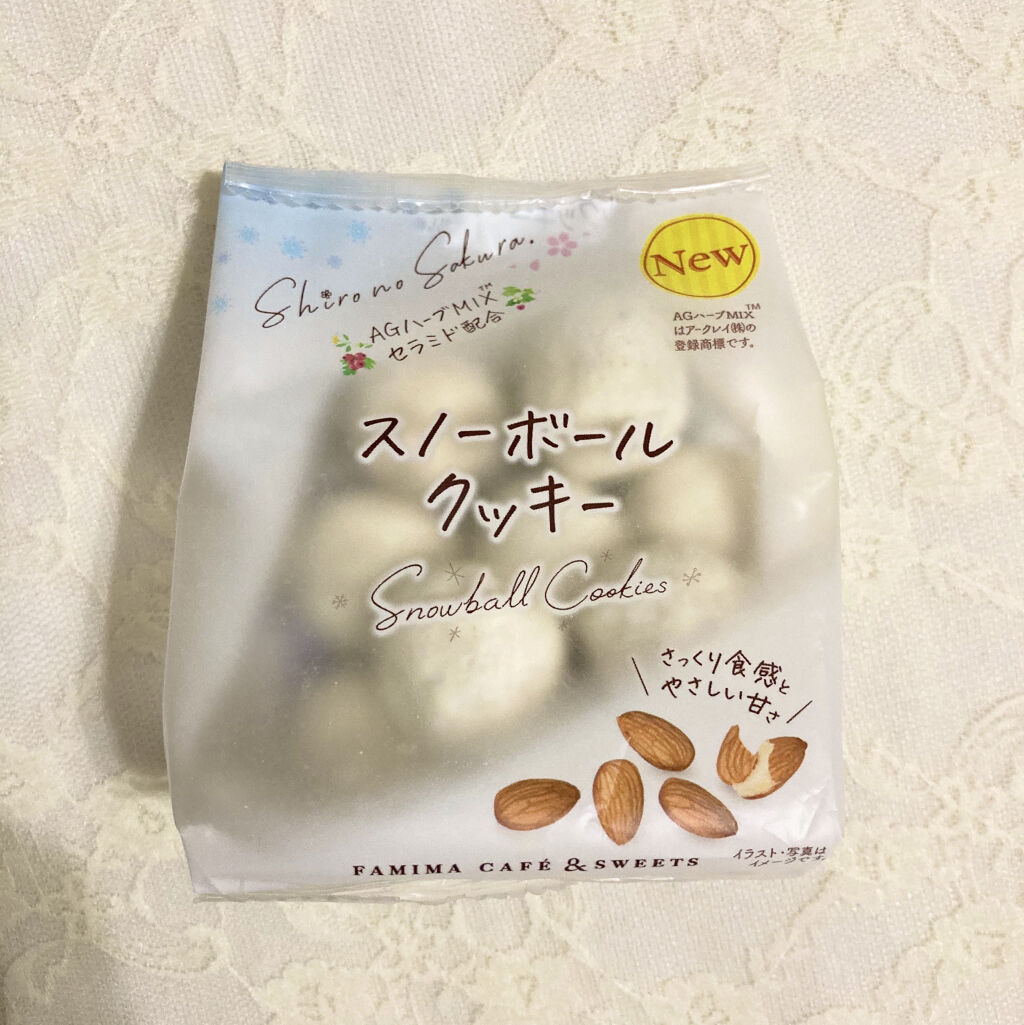 Shiro no Sakura.
AGハーブMIX™
セラミド配合
New
AGハーブMIX™
はアークレイ㈱の
登録商標です。
スノーボール
クッキー
Snowball Cookies
さっくり食感と
やさしい甘さ
FAMIMA CAFÉ & SWEETS
イラスト・写真は
イメージです。